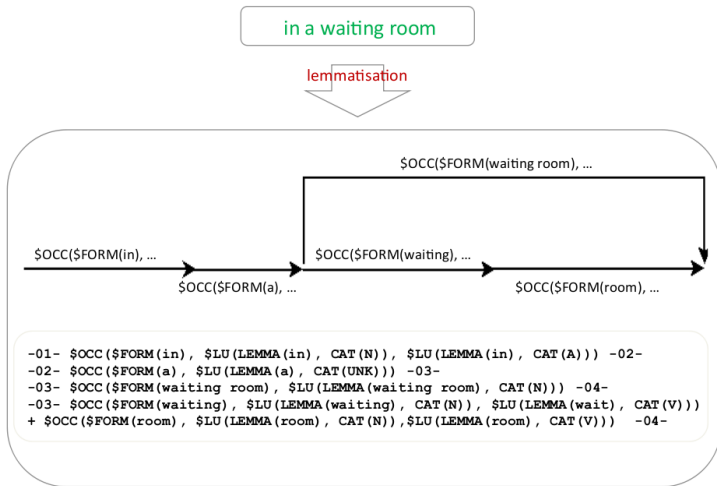 in a waiting room
lemmatisation
$OCC($FORM(waiting room), ...
$OCC($FORM(in), ...
$OCC($FORM(waiting), ...
$OCC($FORM(a), ...
$OCC($FORM(room), ...
-01- $OCC($FORM(in), $LU(LEMMA(in), CAT(N)), $LU(LEMMA(in), CAT(A))) -02-
-02- $OCC($FORM(a), $LU(LEMMA(a), CAT(UNK))) -03-
-03- $OCC($FORM(waiting room), $LU(LEMMA(waiting room), CAT(N))) -04-
-03- $OCC($FORM(waiting), $LU(LEMMA(waiting), CAT(N)), $LU(LEMMA(wait), CAT(V)))
+ $OCC($FORM(room), $LU(LEMMA(room), CAT(N)),$LU(LEMMA(room), CAT(V))) -04-